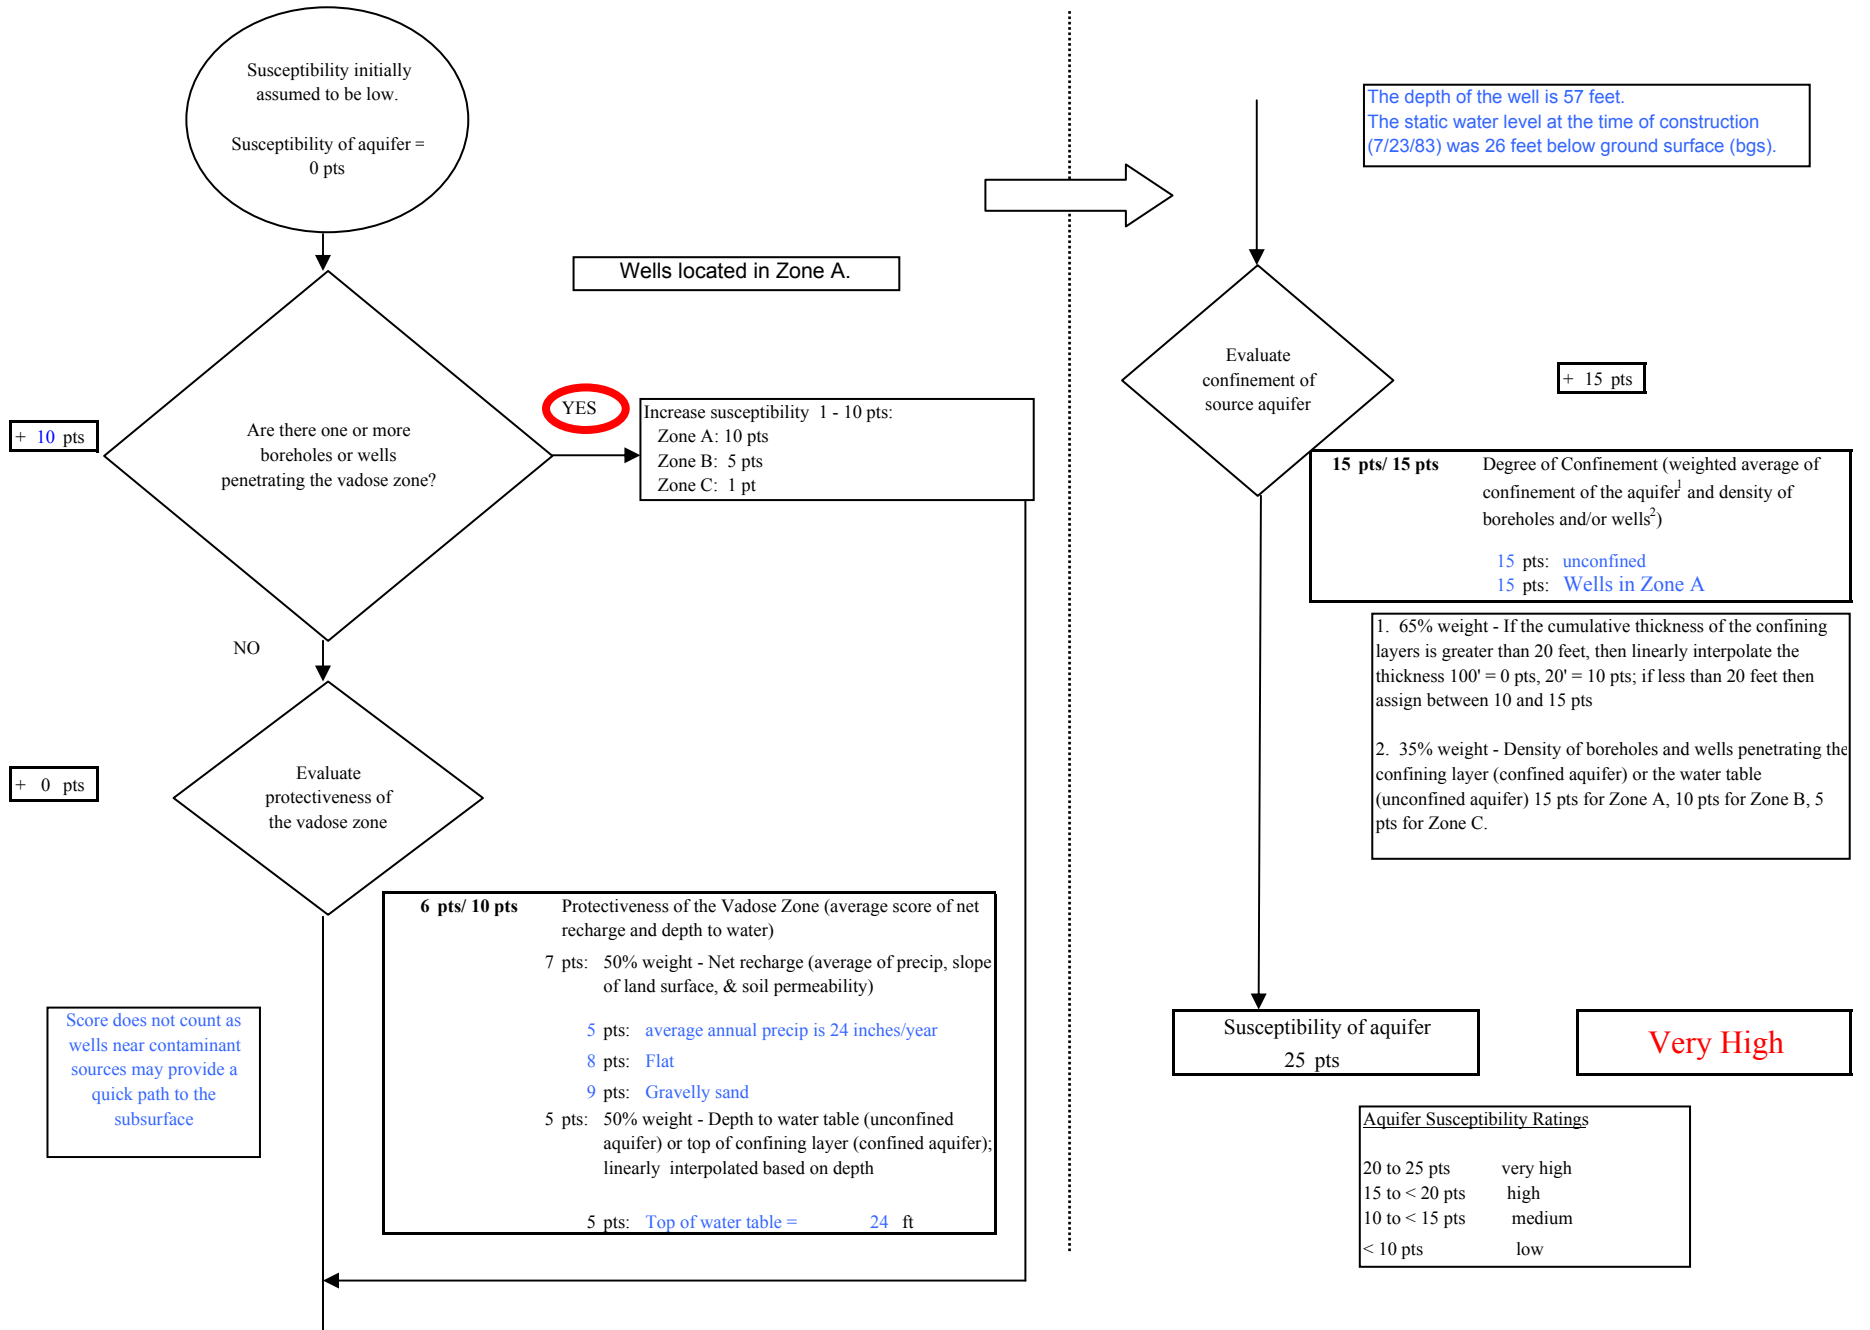 Susceptibility initially
assumed to be low.
Susceptibility of aquifer =
0 pts
Wells located in Zone A.
+ 10 pts
Are there one or more
boreholes or wells
penetrating the vadose zone?
YES
Increase susceptibility 1 - 10 pts:
Zone A: 10 pts
Zone B: 5 pts
Zone C: 1 pt
NO
+ 0 pts
Evaluate
protectiveness of
the vadose zone
6 pts/ 10 pts Protectiveness of the Vadose Zone (average score of net
recharge and depth to water)
7 pts: 50% weight - Net recharge (average of precip, slope
of land surface, & soil permeability)
5 pts: average annual precip is 24 inches/year
8 pts: Flat
9 pts: Gravelly sand
5 pts: 50% weight - Depth to water table (unconfined
aquifer) or top of confining layer (confined aquifer);
linearly interpolated based on depth
5 pts: Top of water table = 24 ft
Score does not count as
wells near contaminant
sources may provide a
quick path to the
subsurface
The depth of the well is 57 feet.
The static water level at the time of construction
(7/23/83) was 26 feet below ground surface (bgs).
Evaluate
confinement of
source aquifer
+ 15 pts
15 pts/ 15 pts Degree of Confinement (weighted average of
confinement of the aquifer1 and density of
boreholes and/or wells2)
15 pts: unconfined
15 pts: Wells in Zone A
1. 65% weight - If the cumulative thickness of the confining
layers is greater than 20 feet, then linearly interpolate the
thickness 100' = 0 pts, 20' = 10 pts; if less than 20 feet then
assign between 10 and 15 pts
2. 35% weight - Density of boreholes and wells penetrating the
confining layer (confined aquifer) or the water table
(unconfined aquifer) 15 pts for Zone A, 10 pts for Zone B, 5
pts for Zone C.
Susceptibility of aquifer
25 pts
Very High
Aquifer Susceptibility Ratings
20 to 25 pts very high
15 to < 20 pts high
10 to < 15 pts medium
< 10 pts low